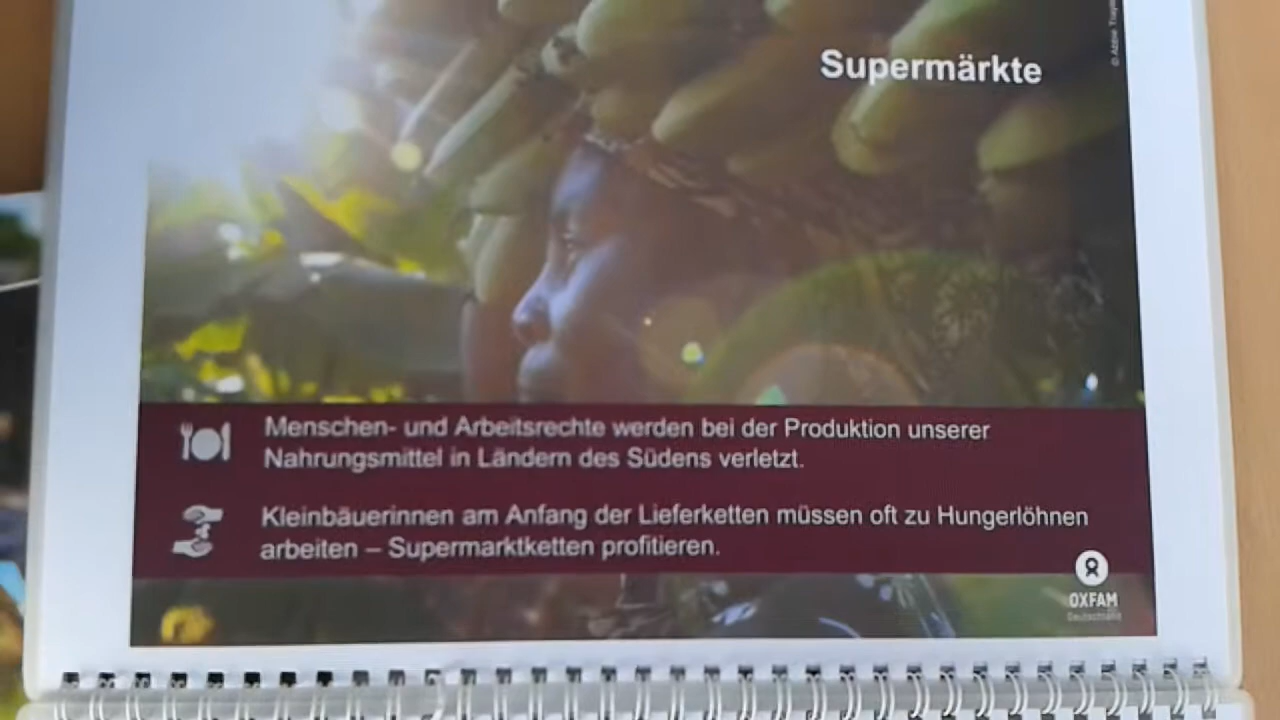 Supermärkte
Menschen- und Arbeitsrechte werden bei der Produktion unserer
Nahrungsmittel in Ländern des Südens verletzt.
Kleinbäuerinnen am Anfang der Lieferketten müssen oft zu Hungerlöhnen
arbeiten – Supermarktketten profitieren.
OXFAM
Deutschland